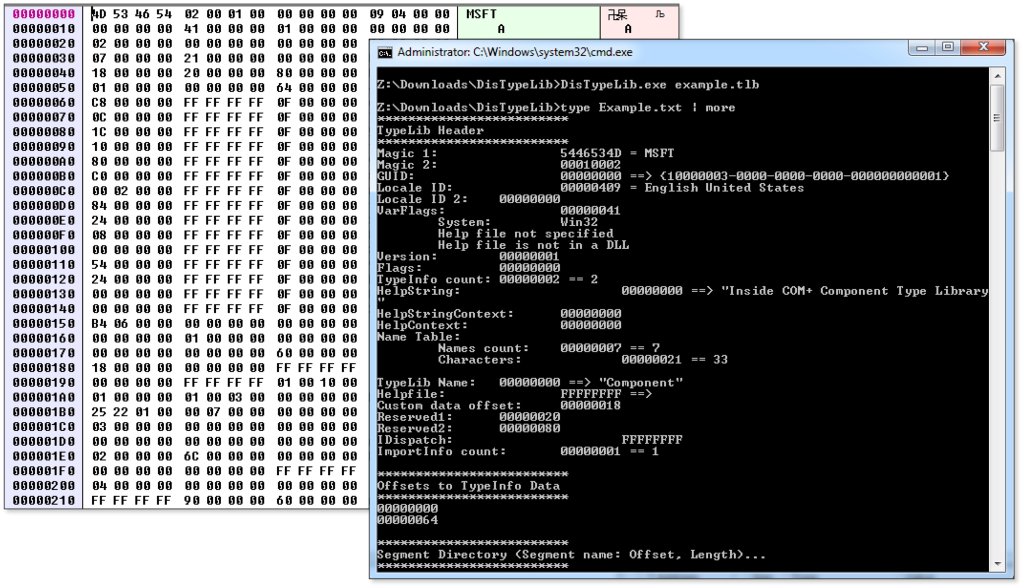 00000000 4D 53 46 54 02 00 01 00 00 00 00 00 09 04 00 00 MSFT
00000010 00 00 00 00 41 00 00 00 01 00 00 00 00 00 00 00 A A
00000020 02 00 00 00 00 00 00 00 00 00 00 00
00000030 07 00 00 00 21 00 00 00 00 00 00 00
00000040 18 00 00 00 20 00 00 00 80 00 00 00
00000050 01 00 00 00 00 00 00 00 64 00 00 00
00000060 C8 00 00 00 FF FF FF FF 0F 00 00 00
00000070 0C 00 00 00 FF FF FF FF 0F 00 00 00
00000080 1C 00 00 00 FF FF FF FF 0F 00 00 00
00000090 10 00 00 00 FF FF FF FF 0F 00 00 00
000000A0 80 00 00 00 FF FF FF FF 0F 00 00 00
000000B0 C0 00 00 00 FF FF FF FF 0F 00 00 00
000000C0 00 02 00 00 FF FF FF FF 0F 00 00 00
000000D0 84 00 00 00 FF FF FF FF 0F 00 00 00
000000E0 24 00 00 00 FF FF FF FF 0F 00 00 00
000000F0 08 00 00 00 FF FF FF FF 0F 00 00 00
00000100 00 00 00 00 FF FF FF FF 0F 00 00 00
00000110 54 00 00 00 FF FF FF FF 0F 00 00 00
00000120 24 00 00 00 FF FF FF FF 0F 00 00 00
00000130 00 00 00 00 FF FF FF FF 0F 00 00 00
00000140 00 00 00 00 FF FF FF FF 0F 00 00 00
00000150 B4 06 00 00 00 00 00 00 00 00 00 00
00000160 00 00 00 00 01 00 00 00 00 00 00 00
00000170 00 00 00 00 00 00 00 00 60 00 00 00
00000180 18 00 00 00 00 00 00 00 FF FF FF FF
00000190 00 00 00 00 FF FF FF FF 01 00 10 00
000001A0 01 00 00 00 01 00 03 00 00 00 00 00
000001B0 25 22 01 00 00 07 00 00 00 00 00 00
000001C0 03 00 00 00 00 00 00 00 00 00 00 00
000001D0 00 00 00 00 00 00 00 00 00 00 00 00
000001E0 02 00 00 00 6C 00 00 00 00 00 00 00
000001F0 00 00 00 00 00 00 00 00 FF FF FF FF
00000200 04 00 00 00 00 00 00 00 00 00 00 00
00000210 FF FF FF FF 90 00 00 00 60 00 00 00
Administrator: C:\Windows\system32\cmd.exe
Z:\Downloads\DisTypeLib>DisTypeLib.exe example.tlb
Z:\Downloads\DisTypeLib>type Example.txt | more
*************************
TypeLib Header
*************************
Magic 1: 5446534D = MSFT
Magic 2: 00010002
GUID: 00000000 ==> {10000003-0000-0000-0000-000000000001}
Locale ID: 00000409 = English United States
Locale ID 2: 00000000
VarFlags: 00000041
System: Win32
Help file not specified
Help file is not in a DLL
Version: 00000001
Flags: 00000000
TypeInfo count: 00000002 == 2
HelpString: 00000000 ==> "Inside COM+ Component Type Library
"
HelpStringContext: 00000000
HelpContext: 00000000
Name Table:
Names count: 00000007 == 7
Characters: 00000021 == 33
TypeLib Name: 00000000 ==> "Component"
Helpfile: FFFFFFFF ==>
Custom data offset: 00000018
Reserved1: 00000020
Reserved2: 00000080
IDispatch: FFFFFFFF
ImportInfo count: 00000001 == 1
*************************
Offsets to TypeInfo Data
*************************
00000000
00000064
*************************
Segment Directory (Segment name: Offset, Length)...
*************************